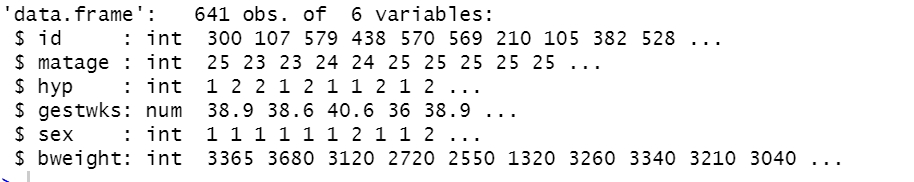 'data.frame':   641 obs. of  6 variables:
 $ id     : int  300 107 579 438 570 569 210 105 382 528 ...
 $ matage : int  25 23 23 24 24 25 25 25 25 25 ...
 $ hyp    : int  1 2 2 1 2 1 1 2 1 2 ...
 $ gestwks: num  38.9 38.6 40.6 36 38.9 ...
 $ sex    : int  1 1 1 1 1 1 2 1 1 2 ...
 $ bweight: int  3365 3680 3120 2720 2550 1320 3260 3340 3210 3040 ...